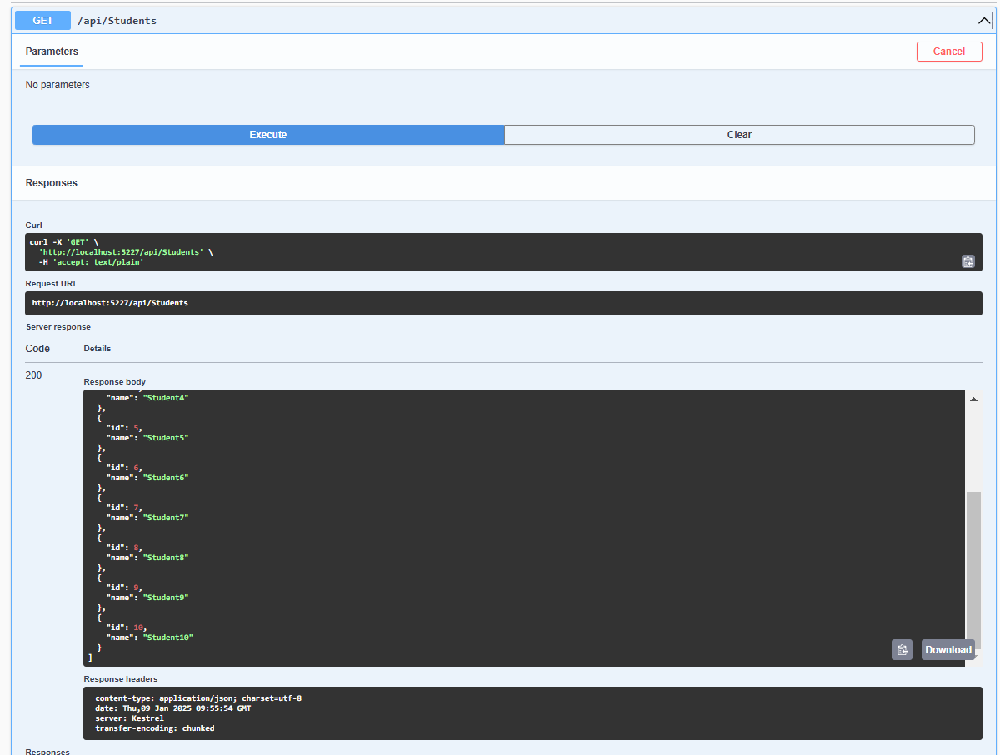 GET /api/Students
Parameters
Cancel
No parameters
Execute
Clear
Responses
Curl
curl -X 'GET' \
'http://localhost:5227/api/Students' \
-H 'accept: text/plain'
Request URL
http://localhost:5227/api/Students
Server response
Code Details
200
Response body
"name": "Student4"
},
{
"id": 5,
"name": "Student5"
},
{
"id": 6,
"name": "Student6"
},
{
"id": 7,
"name": "Student7"
},
{
"id": 8,
"name": "Student8"
},
{
"id": 9,
"name": "Student9"
},
{
"id": 10,
"name": "Student10"
}
]
Download
Response headers
content-type: application/json; charset=utf-8
date: Thu,09 Jan 2025 09:55:54 GMT
server: Kestrel
transfer-encoding: chunked
Responses